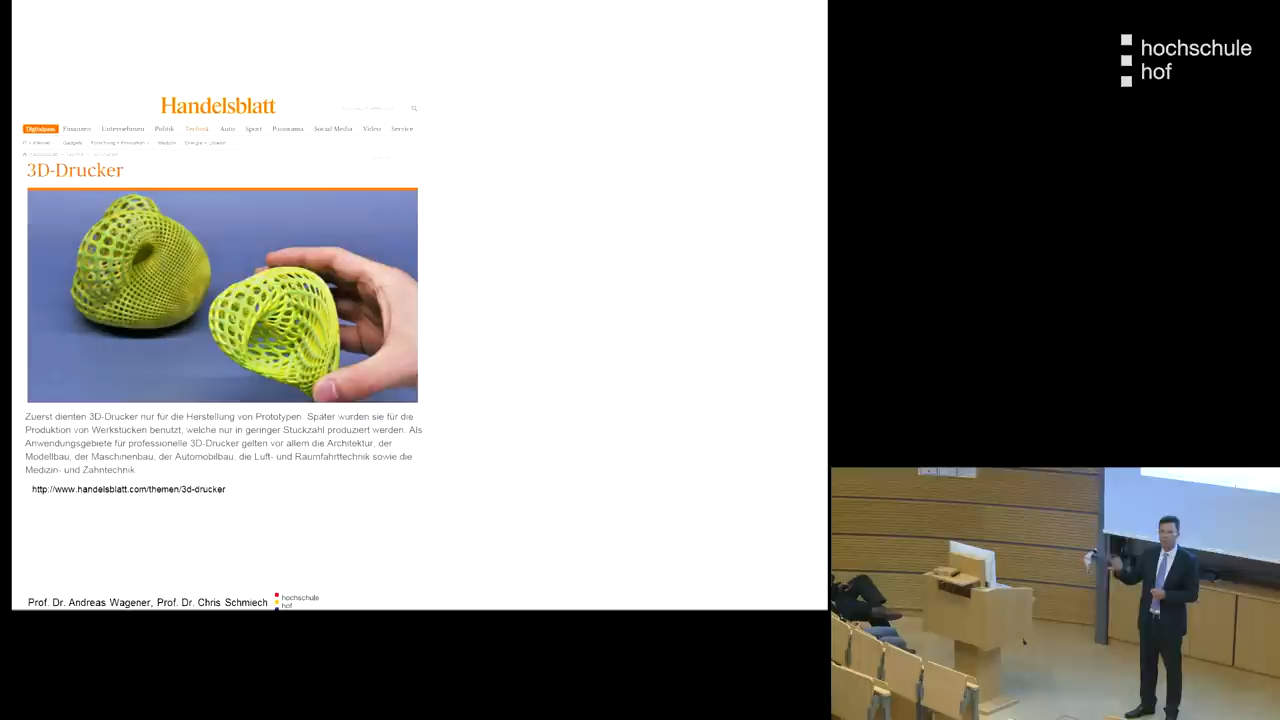 hochschule
hof
Handelsblatt
Digitalpass Finanzen Unternehmen Politik Technik Auto Sport Panorama Social Media Video Service
Gadgets Forschung + Innovation Medizin
3D-Drucker
Zuerst dienten 3D-Drucker nur für die Herstellung von Prototypen. Später wurden sie für die
Produktion von Werkstücken benutzt, welche nur in geringer Stückzahl produziert werden. Als
Anwendungsgebiete für professionelle 3D-Drucker gelten vor allem die Architektur, der
Modellbau, der Maschinenbau, der Automobilbau, die Luft- und Raumfahrttechnik sowie die
Medizin- und Zahntechnik
http://www.handelsblatt.com/themen/3d-drucker
Prof. Dr. Andreas Wagener, Prof. Dr. Chris Schmiech
hochschule
hof